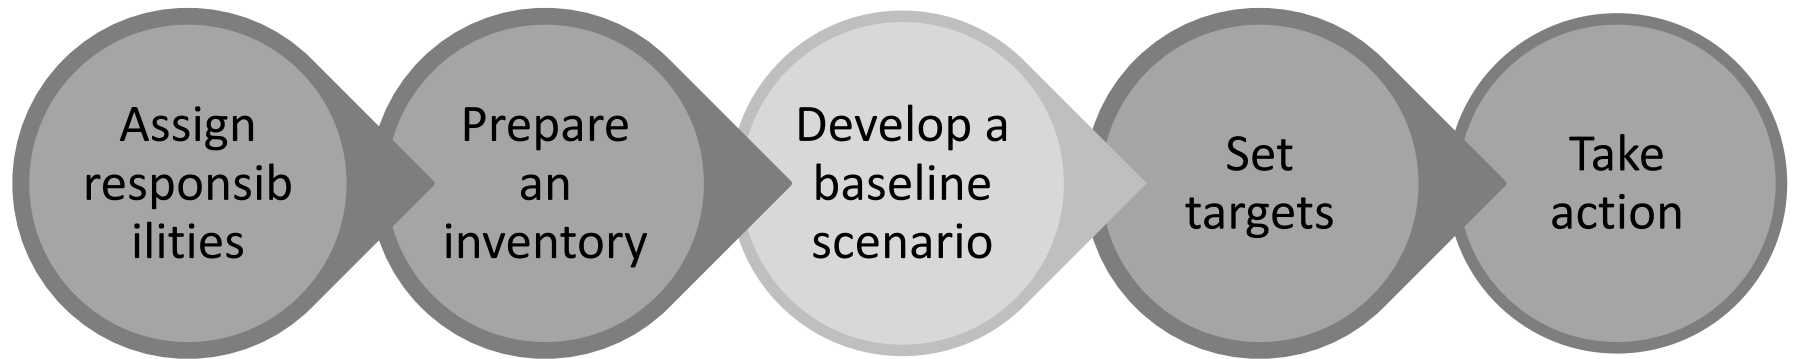 Assign
responsib
ilities
Prepare
an
inventory
Develop a
baseline
scenario
Set
targets
Take
action